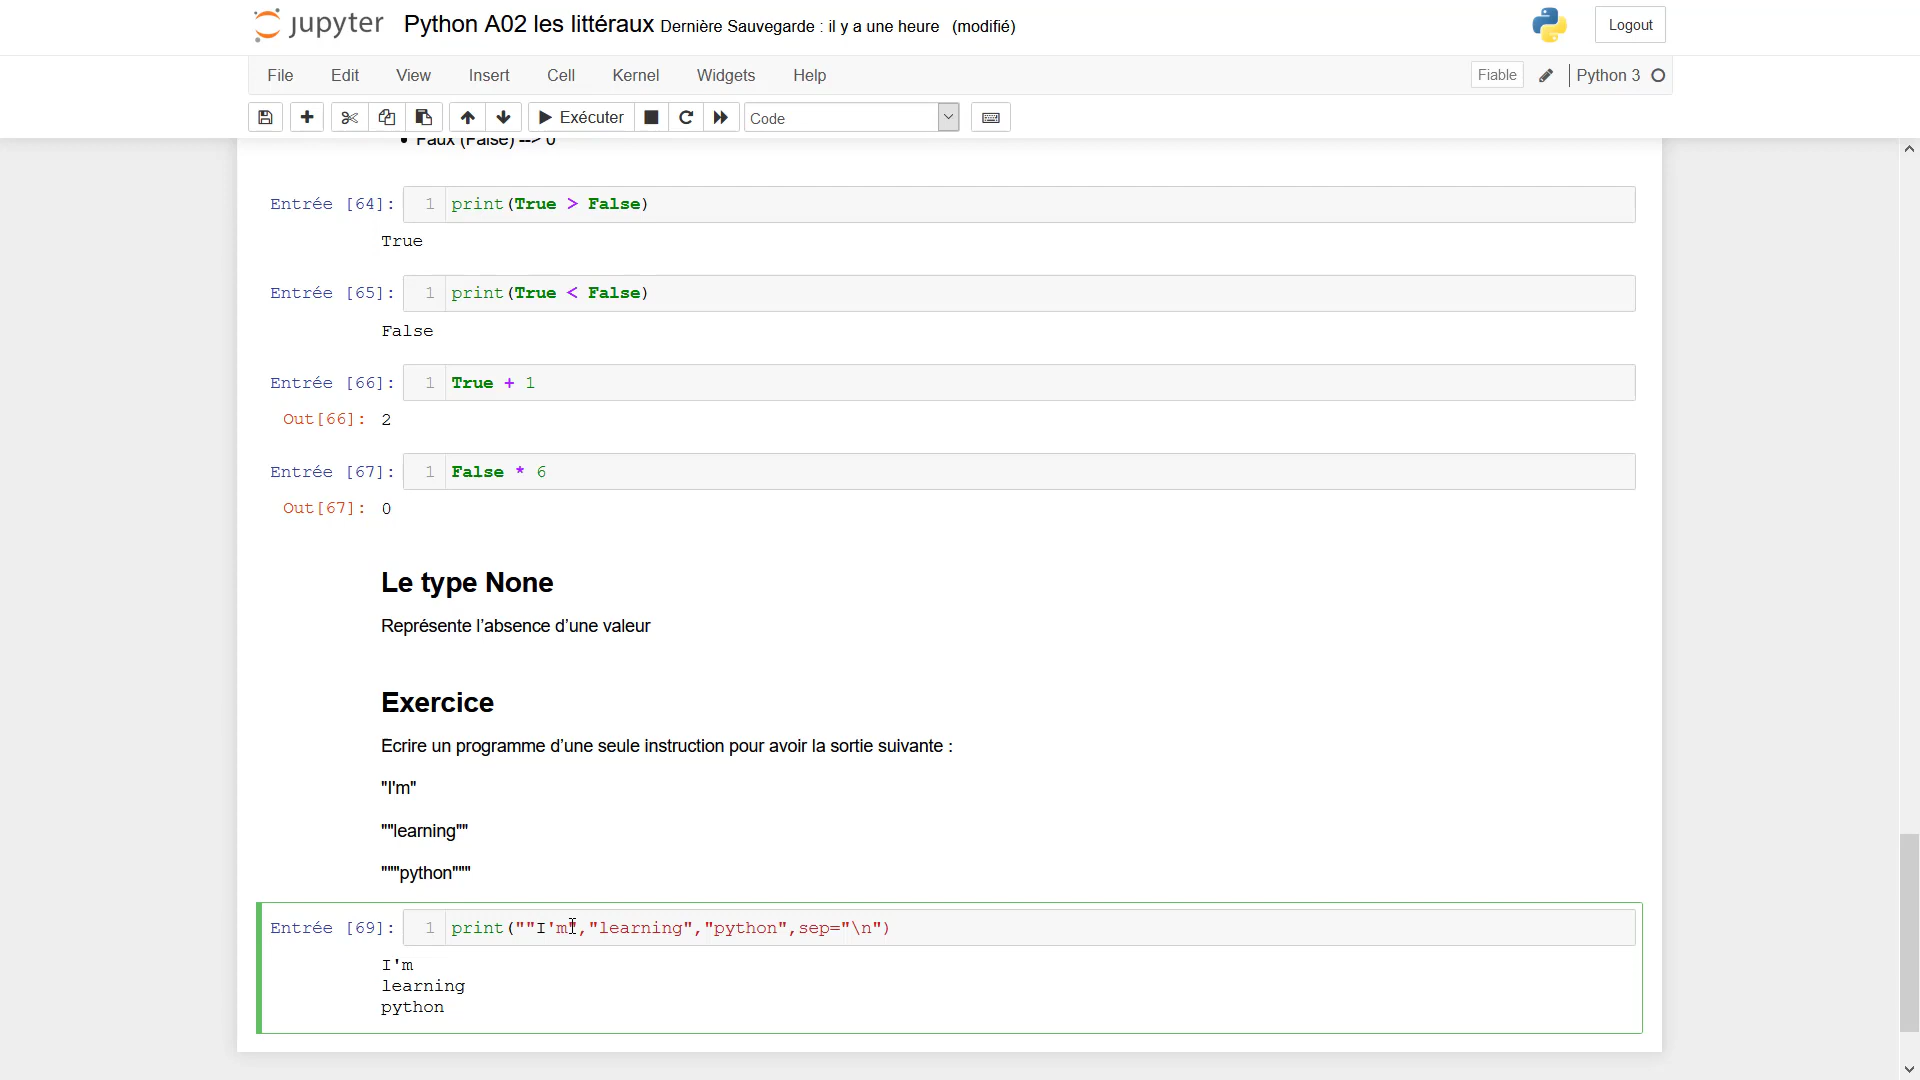 jupyter Python A02 les littéraux Dernière Sauvegarde : il y a une heure (modifié) Logout
File Edit View Insert Cell Kernel Widgets Help Fiable Python 3
Exécuter Code
Faux (False) --> 0
Entrée [64]: 1 print(True > False)
True
Entrée [65]: 1 print(True < False)
False
Entrée [66]: 1 True + 1
Out[66]: 2
Entrée [67]: 1 False * 6
Out[67]: 0
Le type None
Représente l’absence d’une valeur
Exercice
Ecrire un programme d’une seule instruction pour avoir la sortie suivante :
"I'm"
""learning""
"""python"""
Entrée [69]: 1 print(""I'm","learning","python",sep="\n")
I'm
learning
python